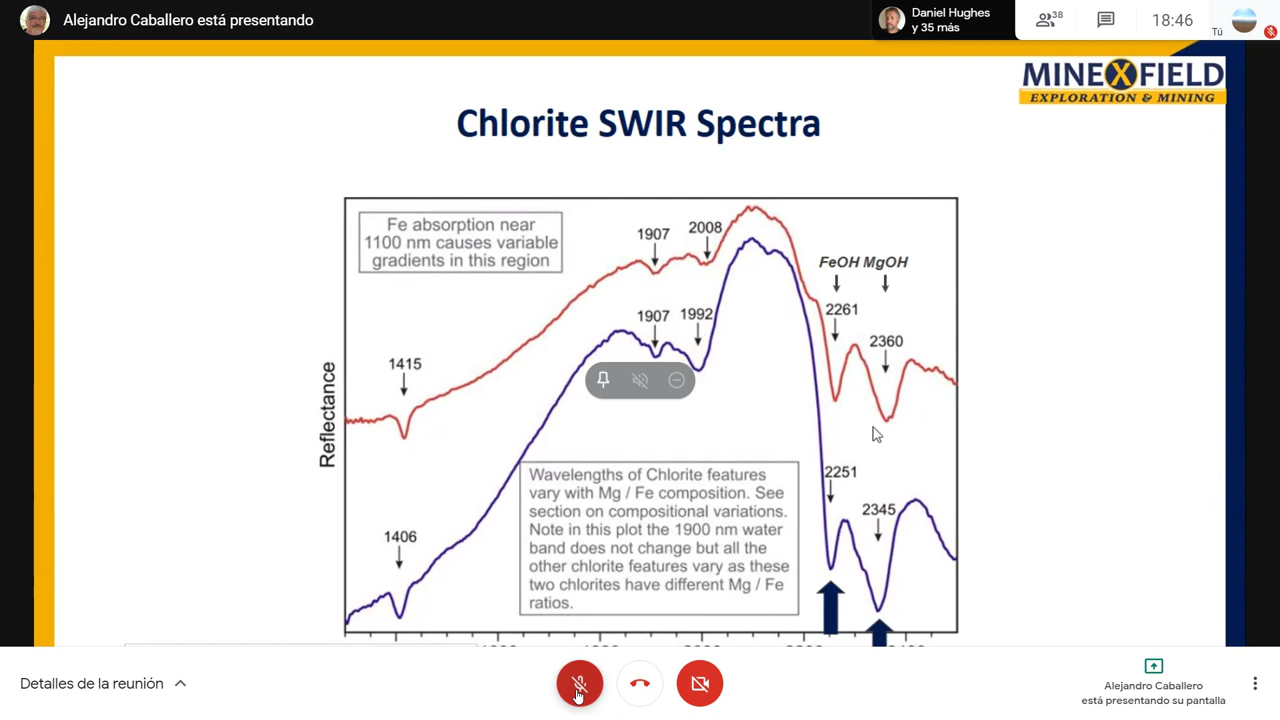 Alejandro Caballero está presentando
Daniel Hughes
y 35 más
38
18:46
Tú
MINEXFIELD
EXPLORATION & MINING
Chlorite SWIR Spectra
Fe absorption near
1100 nm causes variable
gradients in this region
1907
2008
FeOH MgOH
2261
2360
1415
1907
1992
Reflectance
Wavelengths of Chlorite features
vary with Mg / Fe composition. See
section on compositional variations.
Note in this plot the 1900 nm water
band does not change but all the
other chlorite features vary as these
two chlorites have different Mg / Fe
ratios.
2251
2345
1406
Detalles de la reunión
Alejandro Caballero
está presentando su pantalla